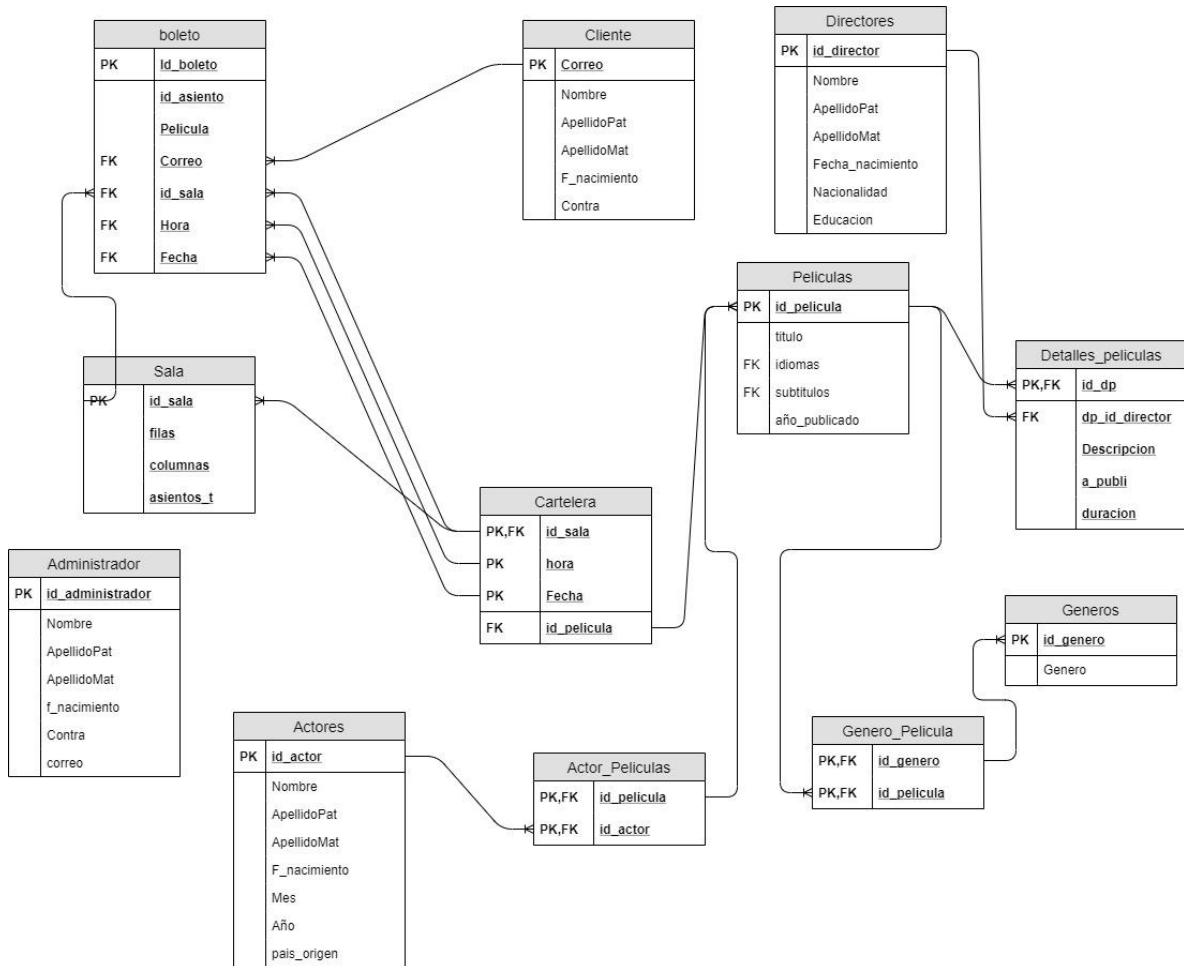 boleto
PK Id_boleto
id_asiento
Pelicula
FK Correo
FK id_sala
FK Hora
FK Fecha
Cliente
PK Correo
Nombre
ApellidoPat
ApellidoMat
F_nacimiento
Contra
Directores
PK id_director
Nombre
ApellidoPat
ApellidoMat
Fecha_nacimiento
Nacionalidad
Educacion
Peliculas
PK id_pelicula
titulo
FK idiomas
FK subtitulos
año_publicado
Detalles_peliculas
PK,FK id_dp
FK dp_id_director
Descripcion
a_publi
duracion
Sala
PK id_sala
filas
columnas
asientos_t
Cartelera
PK,FK id_sala
PK hora
PK Fecha
FK id_pelicula
Administrador
PK id_administrador
Nombre
ApellidoPat
ApellidoMat
f_nacimiento
Contra
correo
Generos
PK id_genero
Genero
Actores
PK id_actor
Nombre
ApellidoPat
ApellidoMat
F_nacimiento
Mes
Año
pais_origen
Actor_Peliculas
PK,FK id_pelicula
PK,FK id_actor
Genero_Pelicula
PK,FK id_genero
PK,FK id_pelicula